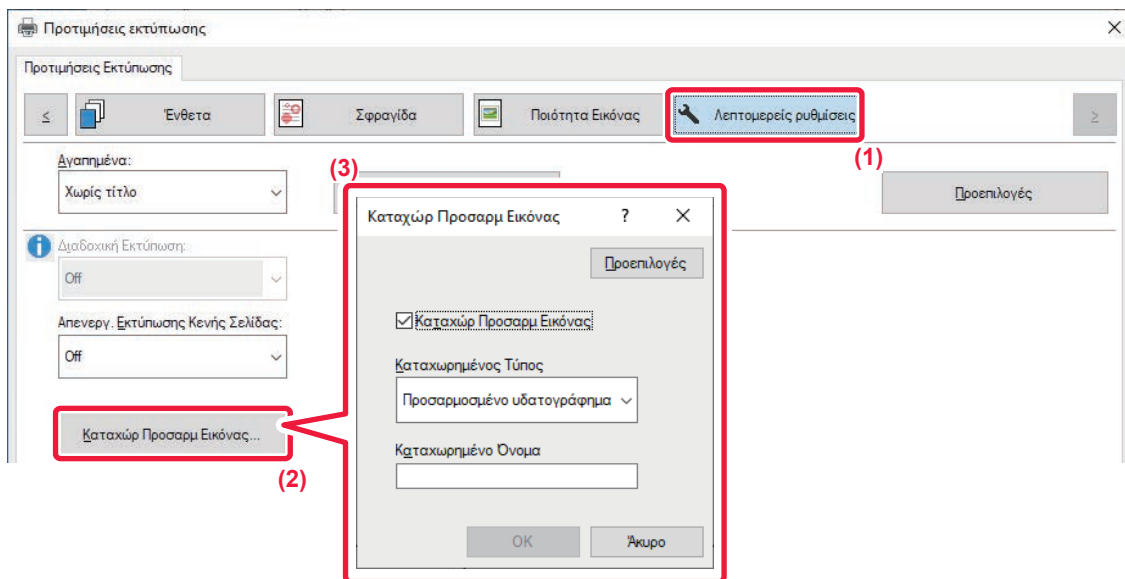 Προτιμήσεις εκτύπωσης
Προτιμήσεις Εκτύπωσης
< Ένθετα Σφραγίδα Ποιότητα Εικόνας Λεπτομερείς ρυθμίσεις >
(1)
Αγαπημένα:
Χωρίς τίτλο
Προεπιλογές
(3)
Καταχώρ Προσαρμ Εικόνας ?
Προεπιλογές
Καταχώρ Προσαρμ Εικόνας
Καταχωρημένος Τύπος
Προσαρμοσμένο υδατογράφημα
Καταχωρημένο Όνομα
OK Άκυρο
Διαδοχική Εκτύπωση:
Off
Απενεργ. Εκτύπωσης Κενής Σελίδας:
Off
Καταχώρ Προσαρμ Εικόνας...
(2)